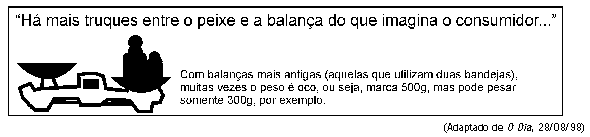 “Há mais truques entre o peixe e a balança do que imagina o consumidor...”
Com balanças mais antigas (aquelas que utilizam duas bandejas),
muitas vezes o peso é oco, ou seja, marca 500g, mas pode pesar
somente 300g, por exemplo.
(Adaptado de O Dia, 28/08/98)